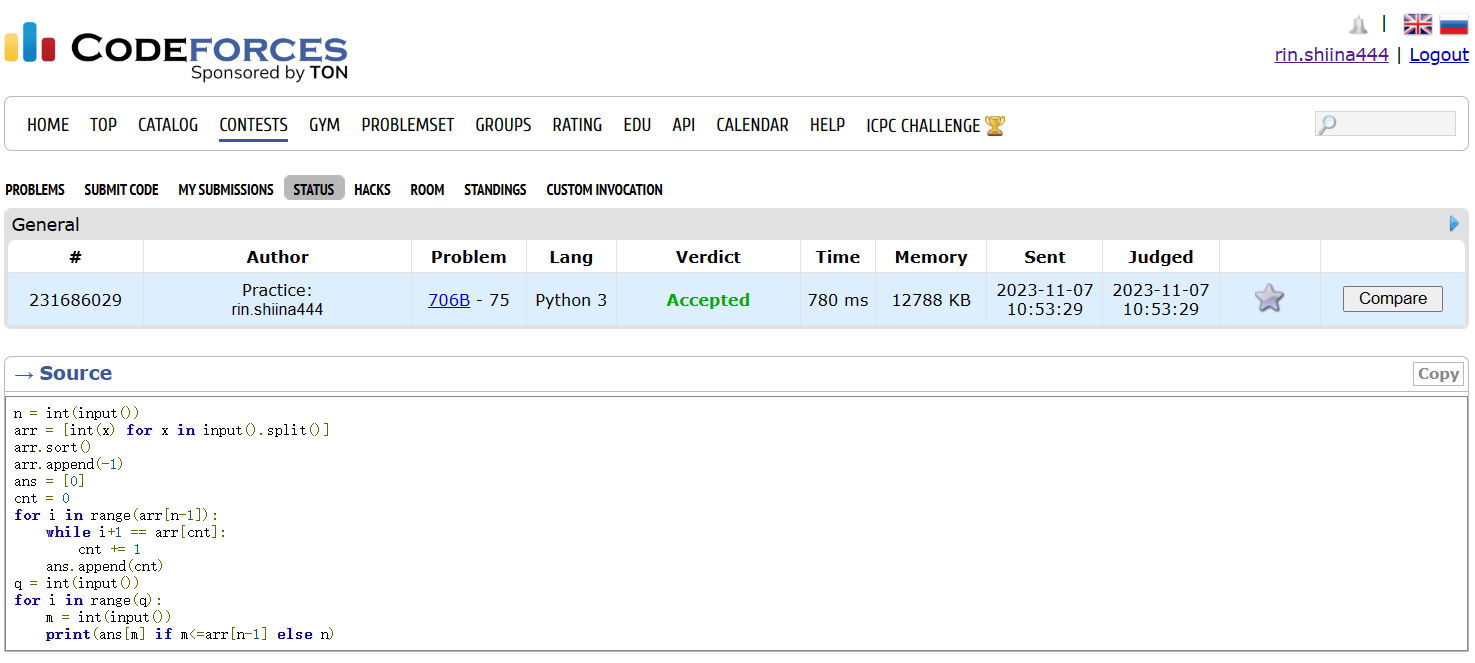 rin.shiina444 | Logout
CODEFORCES
Sponsored by TON
HOME TOP CATALOG CONTESTS GYM PROBLEMSET GROUPS RATING EDU API CALENDAR HELP ICPC CHALLENGE
PROBLEMS SUBMIT CODE MY SUBMISSIONS STATUS HACKS ROOM STANDINGS CUSTOM INVOCATION
General
# Author Problem Lang Verdict Time Memory Sent Judged
231686029 Practice: rin.shiina444 706B - 75 Python 3 Accepted 780 ms 12788 KB 2023-11-07 10:53:29 2023-11-07 10:53:29 Compare
→ Source Copy
n = int(input())
arr = [int(x) for x in input().split()]
arr.sort()
arr.append(-1)
ans = [0]
cnt = 0
for i in range(arr[n-1]):
    while i+1 == arr[cnt]:
        cnt += 1
    ans.append(cnt)
q = int(input())
for i in range(q):
    m = int(input())
    print(ans[m] if m<=arr[n-1] else n)